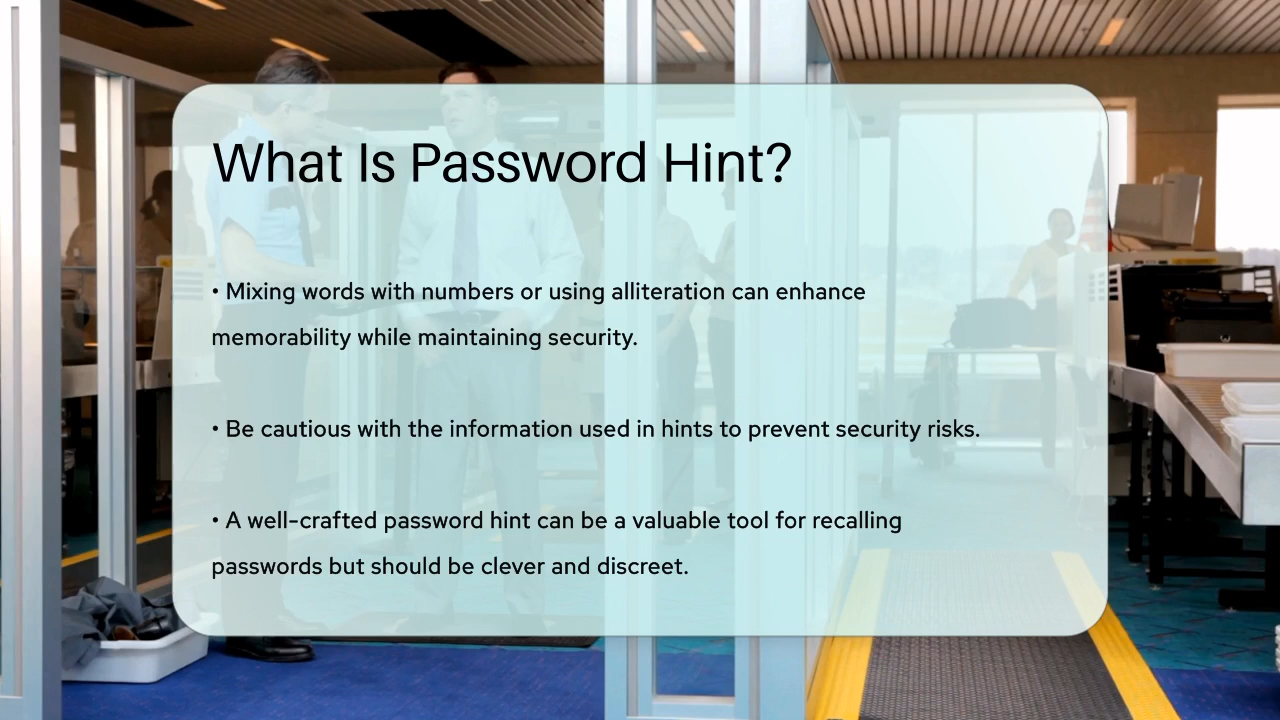 What Is Password Hint?
• Mixing words with numbers or using alliteration can enhance
memorability while maintaining security.
• Be cautious with the information used in hints to prevent security risks.
• A well-crafted password hint can be a valuable tool for recalling
passwords but should be clever and discreet.